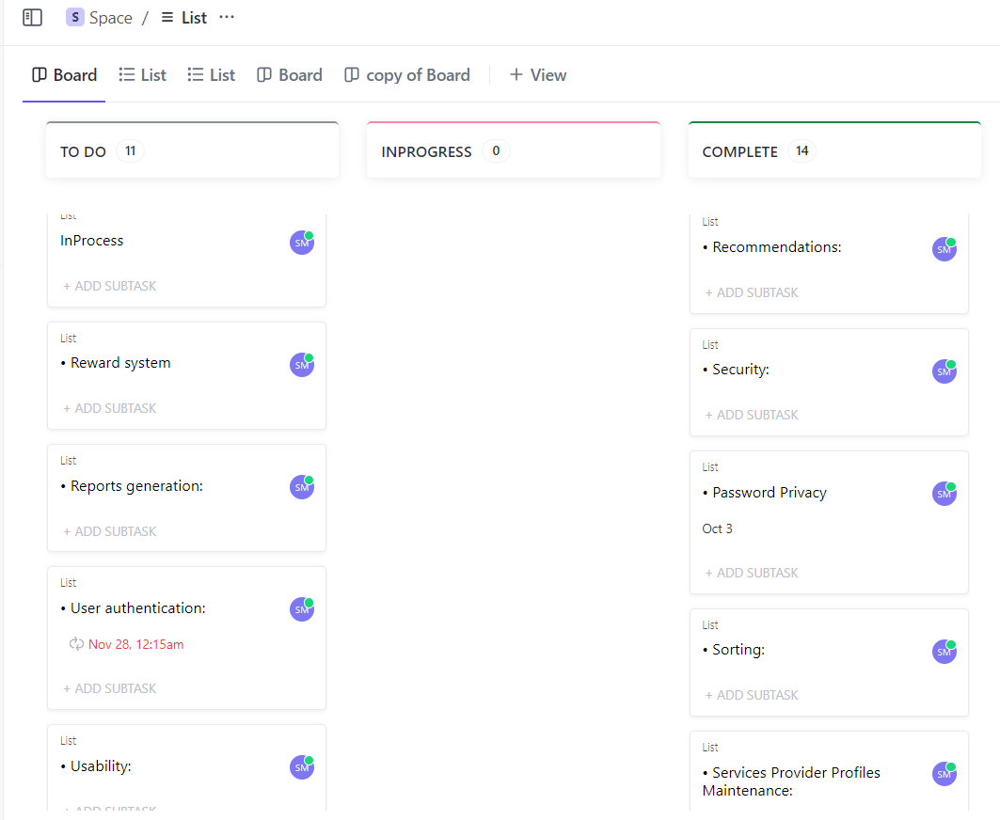 S Space / List ...
Board List List Board copy of Board + View
TO DO 11
List
InProcess
SM
+ ADD SUBTASK
List
• Reward system
SM
+ ADD SUBTASK
List
• Reports generation:
SM
+ ADD SUBTASK
List
• User authentication:
SM
Nov 28, 12:15am
+ ADD SUBTASK
List
• Usability:
SM
+ ADD SUBTASK
INPROGRESS 0
COMPLETE 14
List
• Recommendations:
SM
+ ADD SUBTASK
List
• Security:
SM
+ ADD SUBTASK
List
• Password Privacy
SM
Oct 3
+ ADD SUBTASK
List
• Sorting:
SM
+ ADD SUBTASK
List
• Services Provider Profiles
Maintenance:
SM